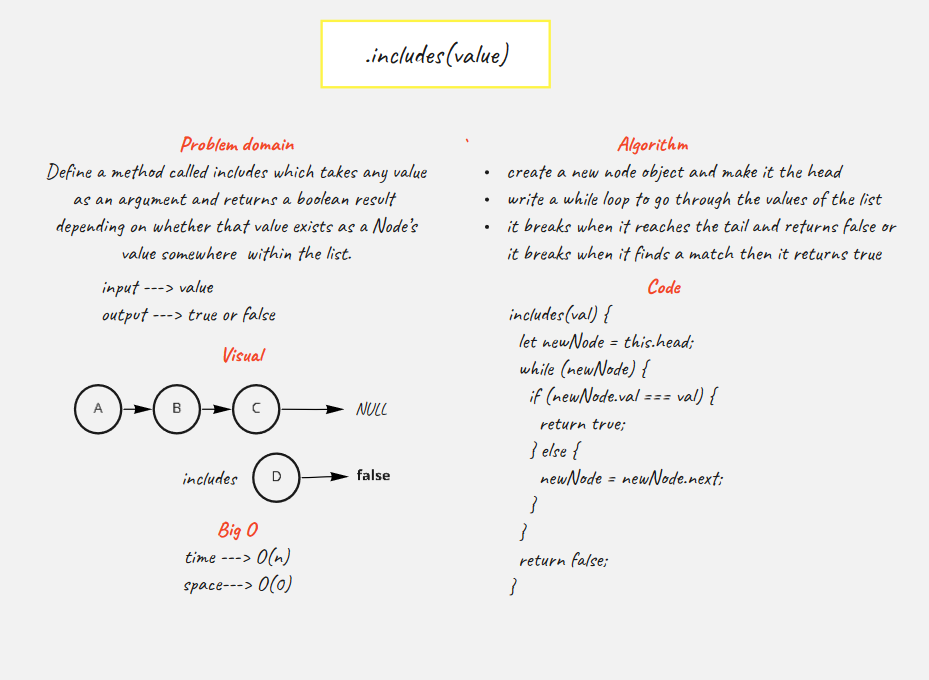 .includes(value)
Problem domain
Define a method called includes which takes any value
as an argument and returns a boolean result
depending on whether that value exists as a Node's
value somewhere within the list.
input ---> value
output ---> true or false
Visual
A B C NULL
includes D false
Big O
time ---> O(n)
space---> O(0)
`
Algorithm
• create a new node object and make it the head
• write a while loop to go through the values of the list
• it breaks when it reaches the tail and returns false or
it breaks when it finds a match then it returns true
Code
includes(val) {
let newNode = this.head;
while (newNode) {
if (newNode.val === val) {
return true;
} else {
newNode = newNode.next;
}
}
return false;
}